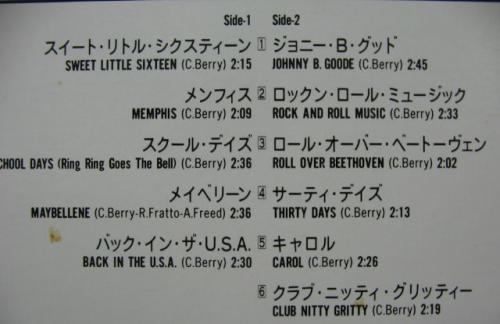 Side-1
スイート・リトル・シクスティーン 1
SWEET LITTLE SIXTEEN (C.Berry) 2:15
メンフィス 2
MEMPHIS (C.Berry) 2:09
スクール・デイズ 3
CHOOL DAYS (Ring Ring Goes The Bell) (C.Berry) 2:36
メイベリーン 4
MAYBELLENE (C.Berry-R.Fratto-A.Freed) 2:36
バック・イン・ザ・U.S.A. 5
BACK IN THE U.S.A. (C.Berry) 2:30
6
Side-2
ジョニー・B・グッド
JOHNNY B. GOODE (C.Berry) 2:45
ロックン・ロール・ミュージック
ROCK AND ROLL MUSIC (C.Berry) 2:33
ロール・オーバー・ベートーヴェン
ROLL OVER BEETHOVEN (C.Berry) 2:02
サーティ・デイズ
THIRTY DAYS (C.Berry) 2:13
キャロル
CAROL (C.Berry) 2:26
クラブ・ニッティ・グリッティー
CLUB NITTY GRITTY (C.Berry) 2:19